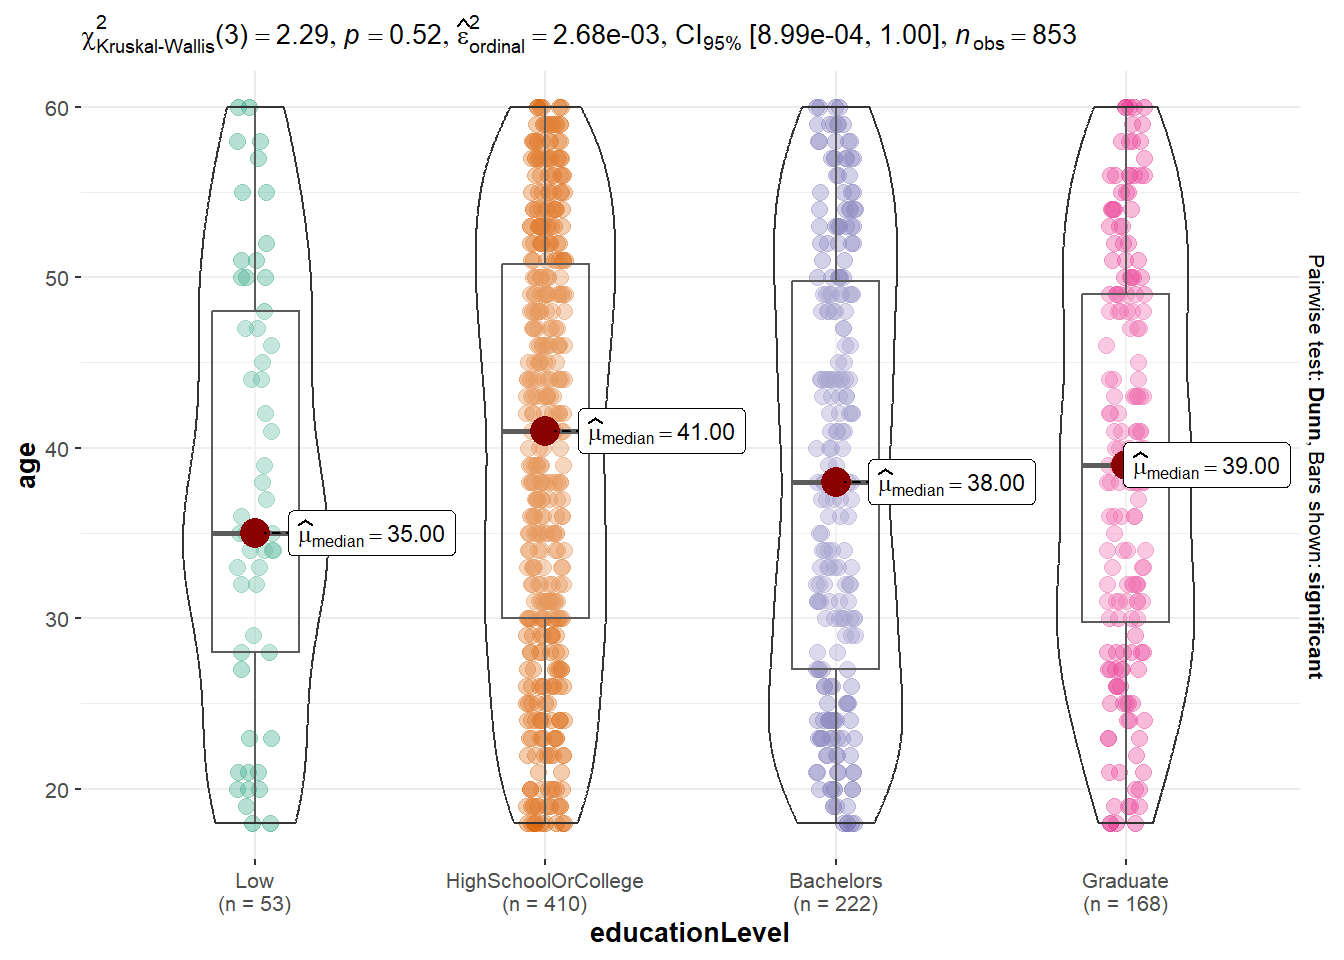 χ²Kruskal-Wallis(3) = 2.29, p = 0.52, ε̂²ordinal = 2.68e-03, CI95% [8.99e-04, 1.00], nobs = 853
60
50
40
30
20
age
μ̂median = 35.00
μ̂median = 41.00
μ̂median = 38.00
μ̂median = 39.00
Pairwise test: Dunn, Bars shown: significant
Low
(n = 53)
HighSchoolOrCollege
(n = 410)
Bachelors
(n = 222)
Graduate
(n = 168)
educationLevel